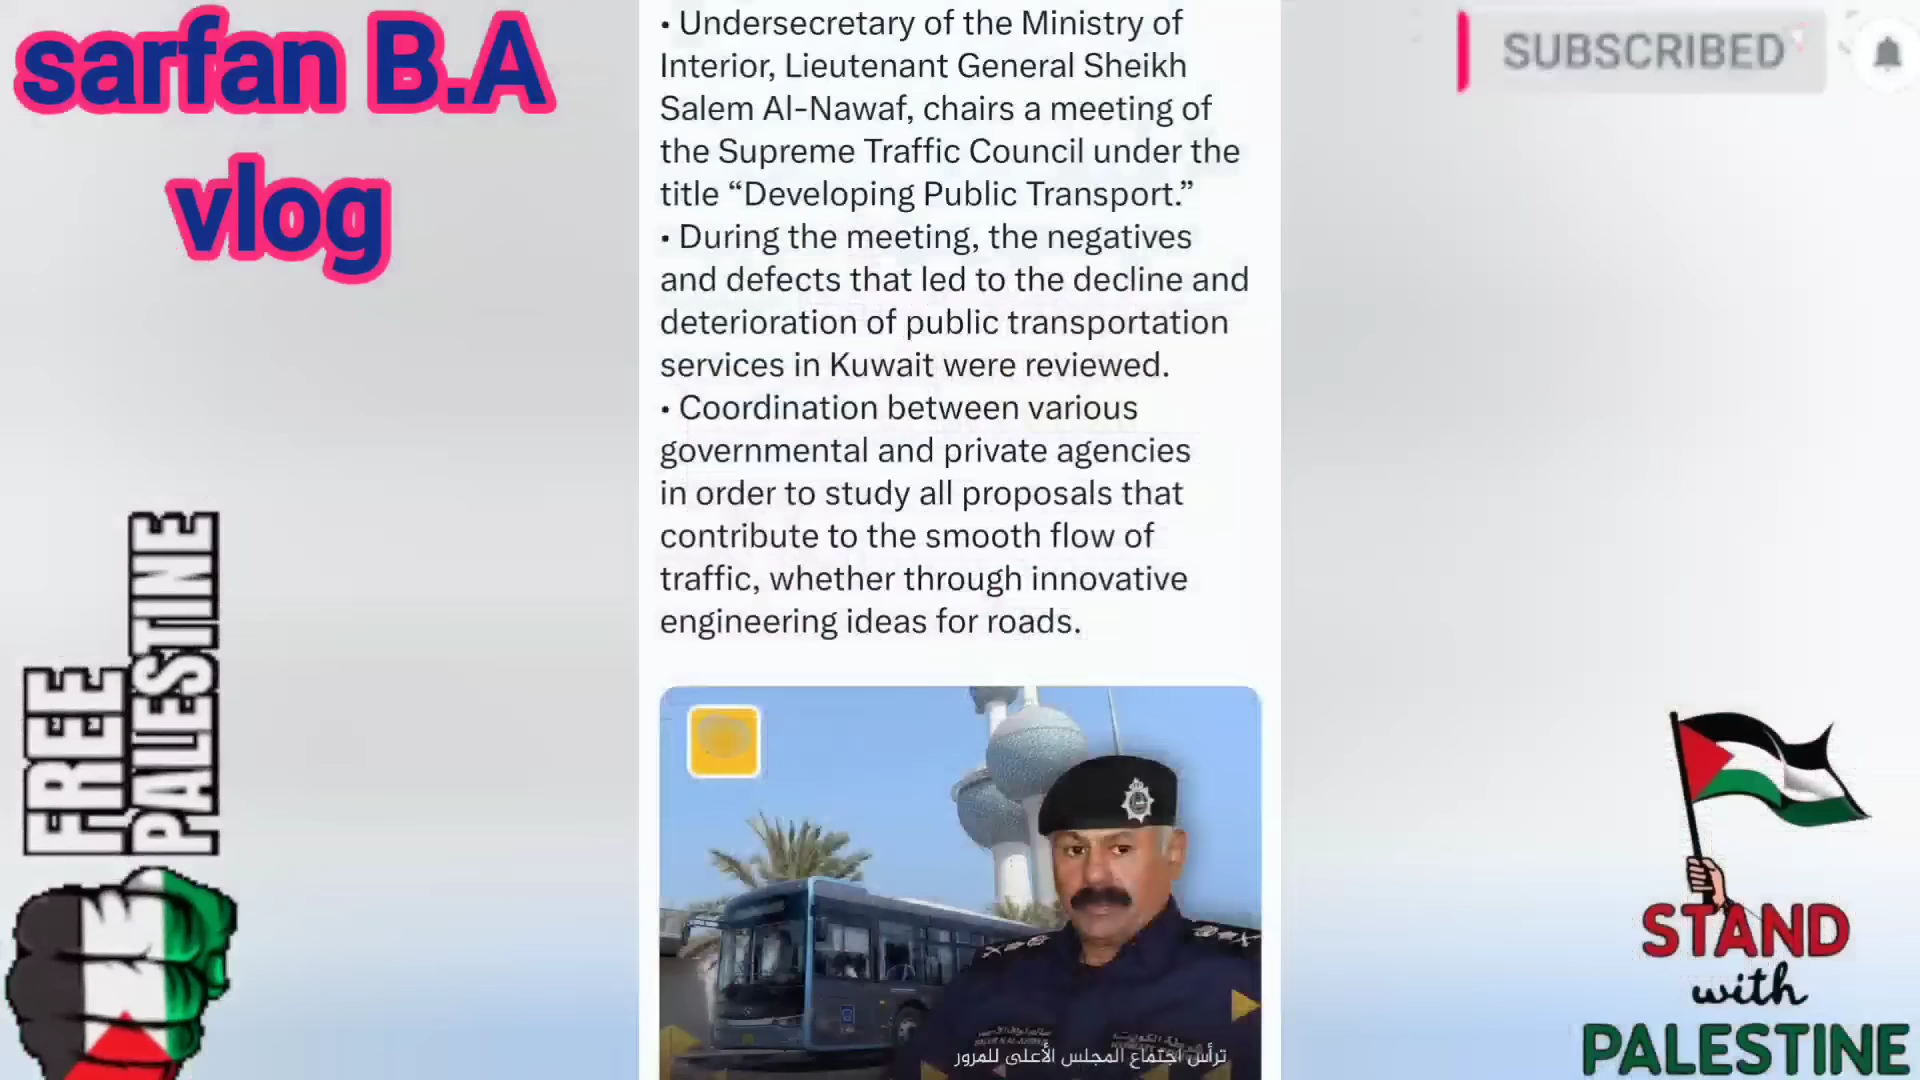 sarfan B.A
vlog
SUBSCRIBED
• Undersecretary of the Ministry of
Interior, Lieutenant General Sheikh
Salem Al-Nawaf, chairs a meeting of
the Supreme Traffic Council under the
title “Developing Public Transport.”
• During the meeting, the negatives
and defects that led to the decline and
deterioration of public transportation
services in Kuwait were reviewed.
• Coordination between various
governmental and private agencies
in order to study all proposals that
contribute to the smooth flow of
traffic, whether through innovative
engineering ideas for roads.
ترأس اجتماع المجلس الأعلى للمرور
FREE
PALESTINE
STAND
with
PALESTINE